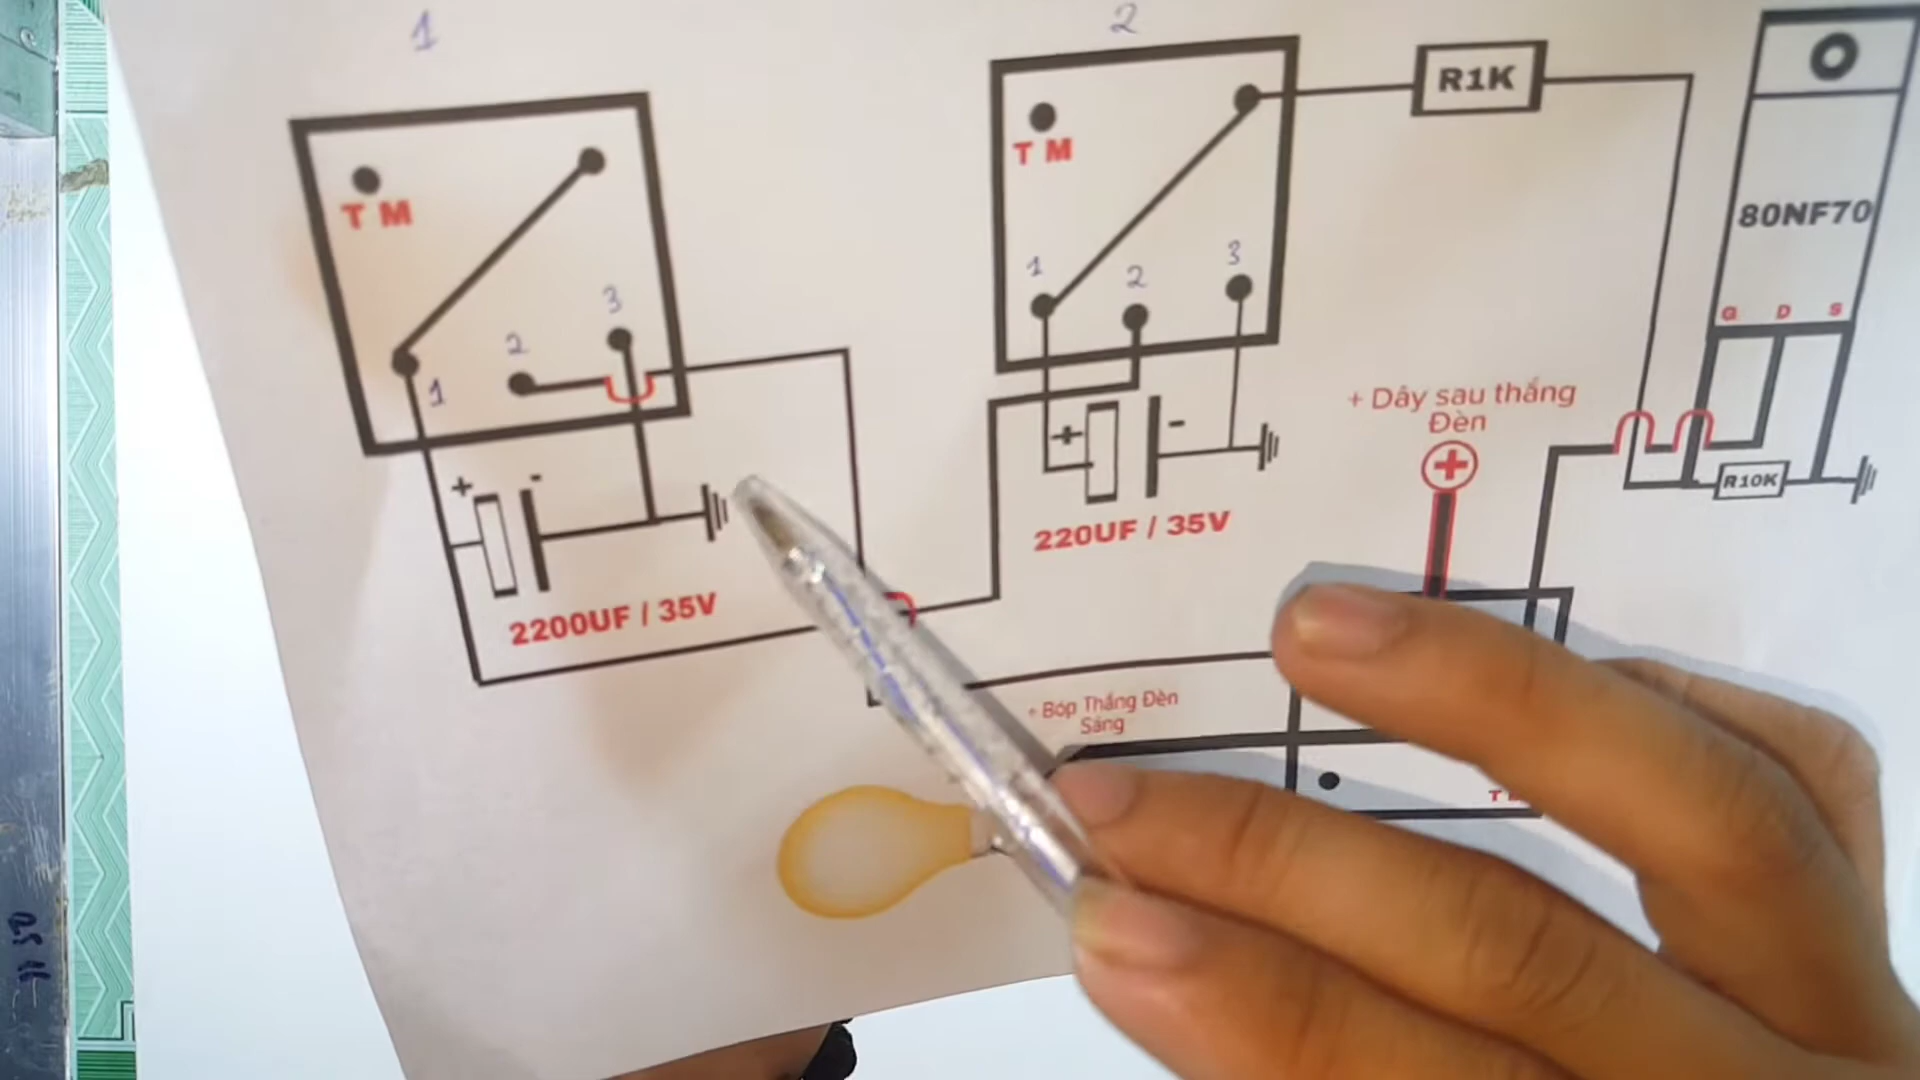 1
2
T M
3
2
1
+
-
2200UF / 35V
T M
1
2
3
+
-
220UF / 35V
R1K
80NF70
G D S
R10K
+ Dây sau thắng
Đèn
+
+ Bóp Thắng Đèn
Sáng